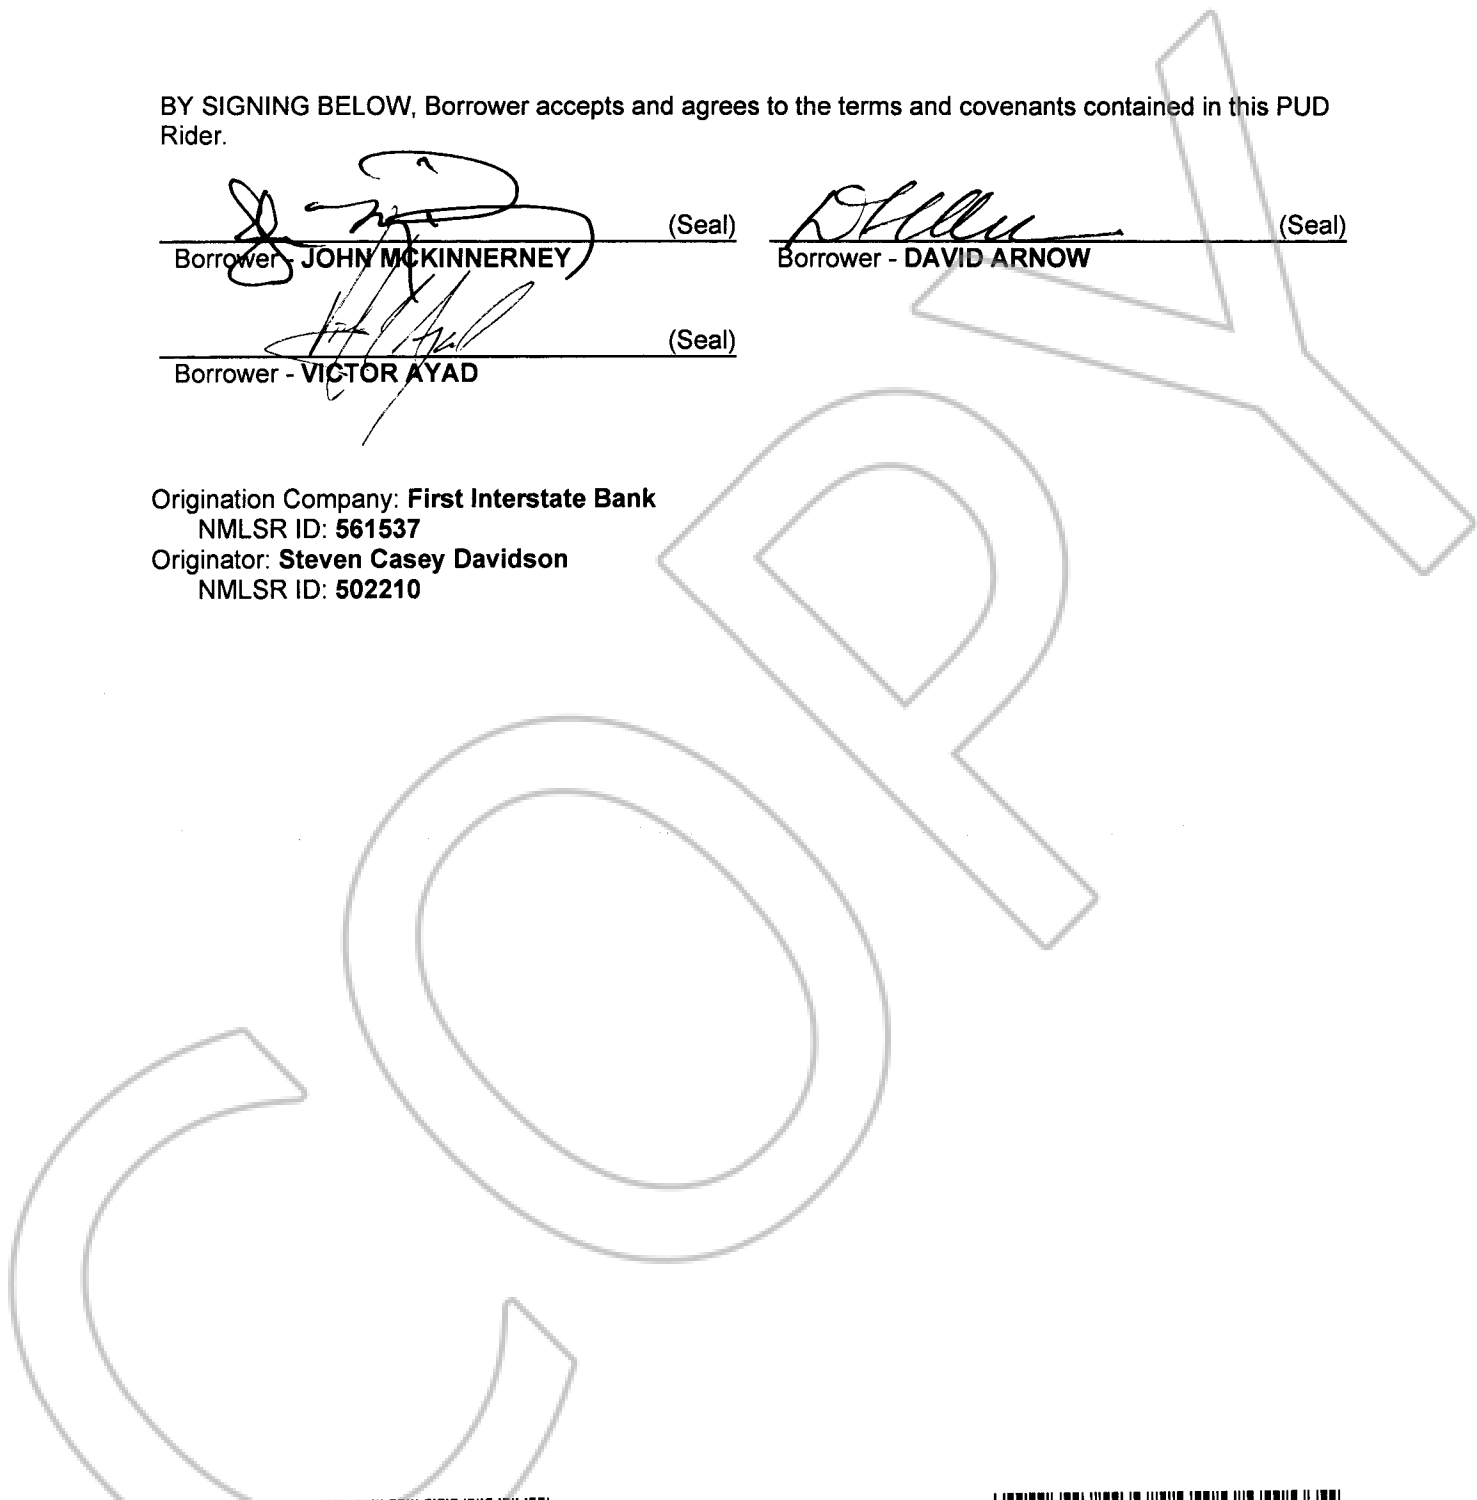 BY SIGNING BELOW, Borrower accepts and agrees to the terms and covenants contained in this PUD
Rider.
(Seal) (Seal)
Borrower - JOHN MCKINNERNEY Borrower - DAVID ARNOW
(Seal)
Borrower - VICTOR AYAD
Origination Company: First Interstate Bank
NMLSR ID: 561537
Originator: Steven Casey Davidson
NMLSR ID: 502210
COPY